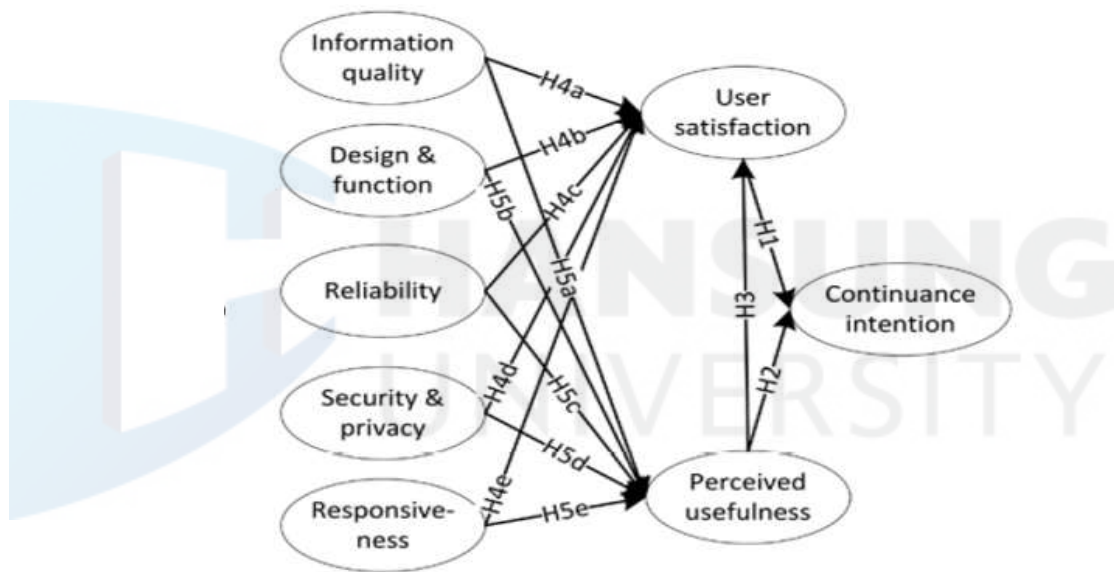 Information
quality
H4a
User
satisfaction
Design &
function
H4b
H5b
H4c
Reliability
H5a
H1
H3
Continuance
intention
H2
HANSUNG
UNIVERSITY
Security &
privacy
H4d
H5c
H5d
Responsive-
ness
H4e
H5e
Perceived
usefulness